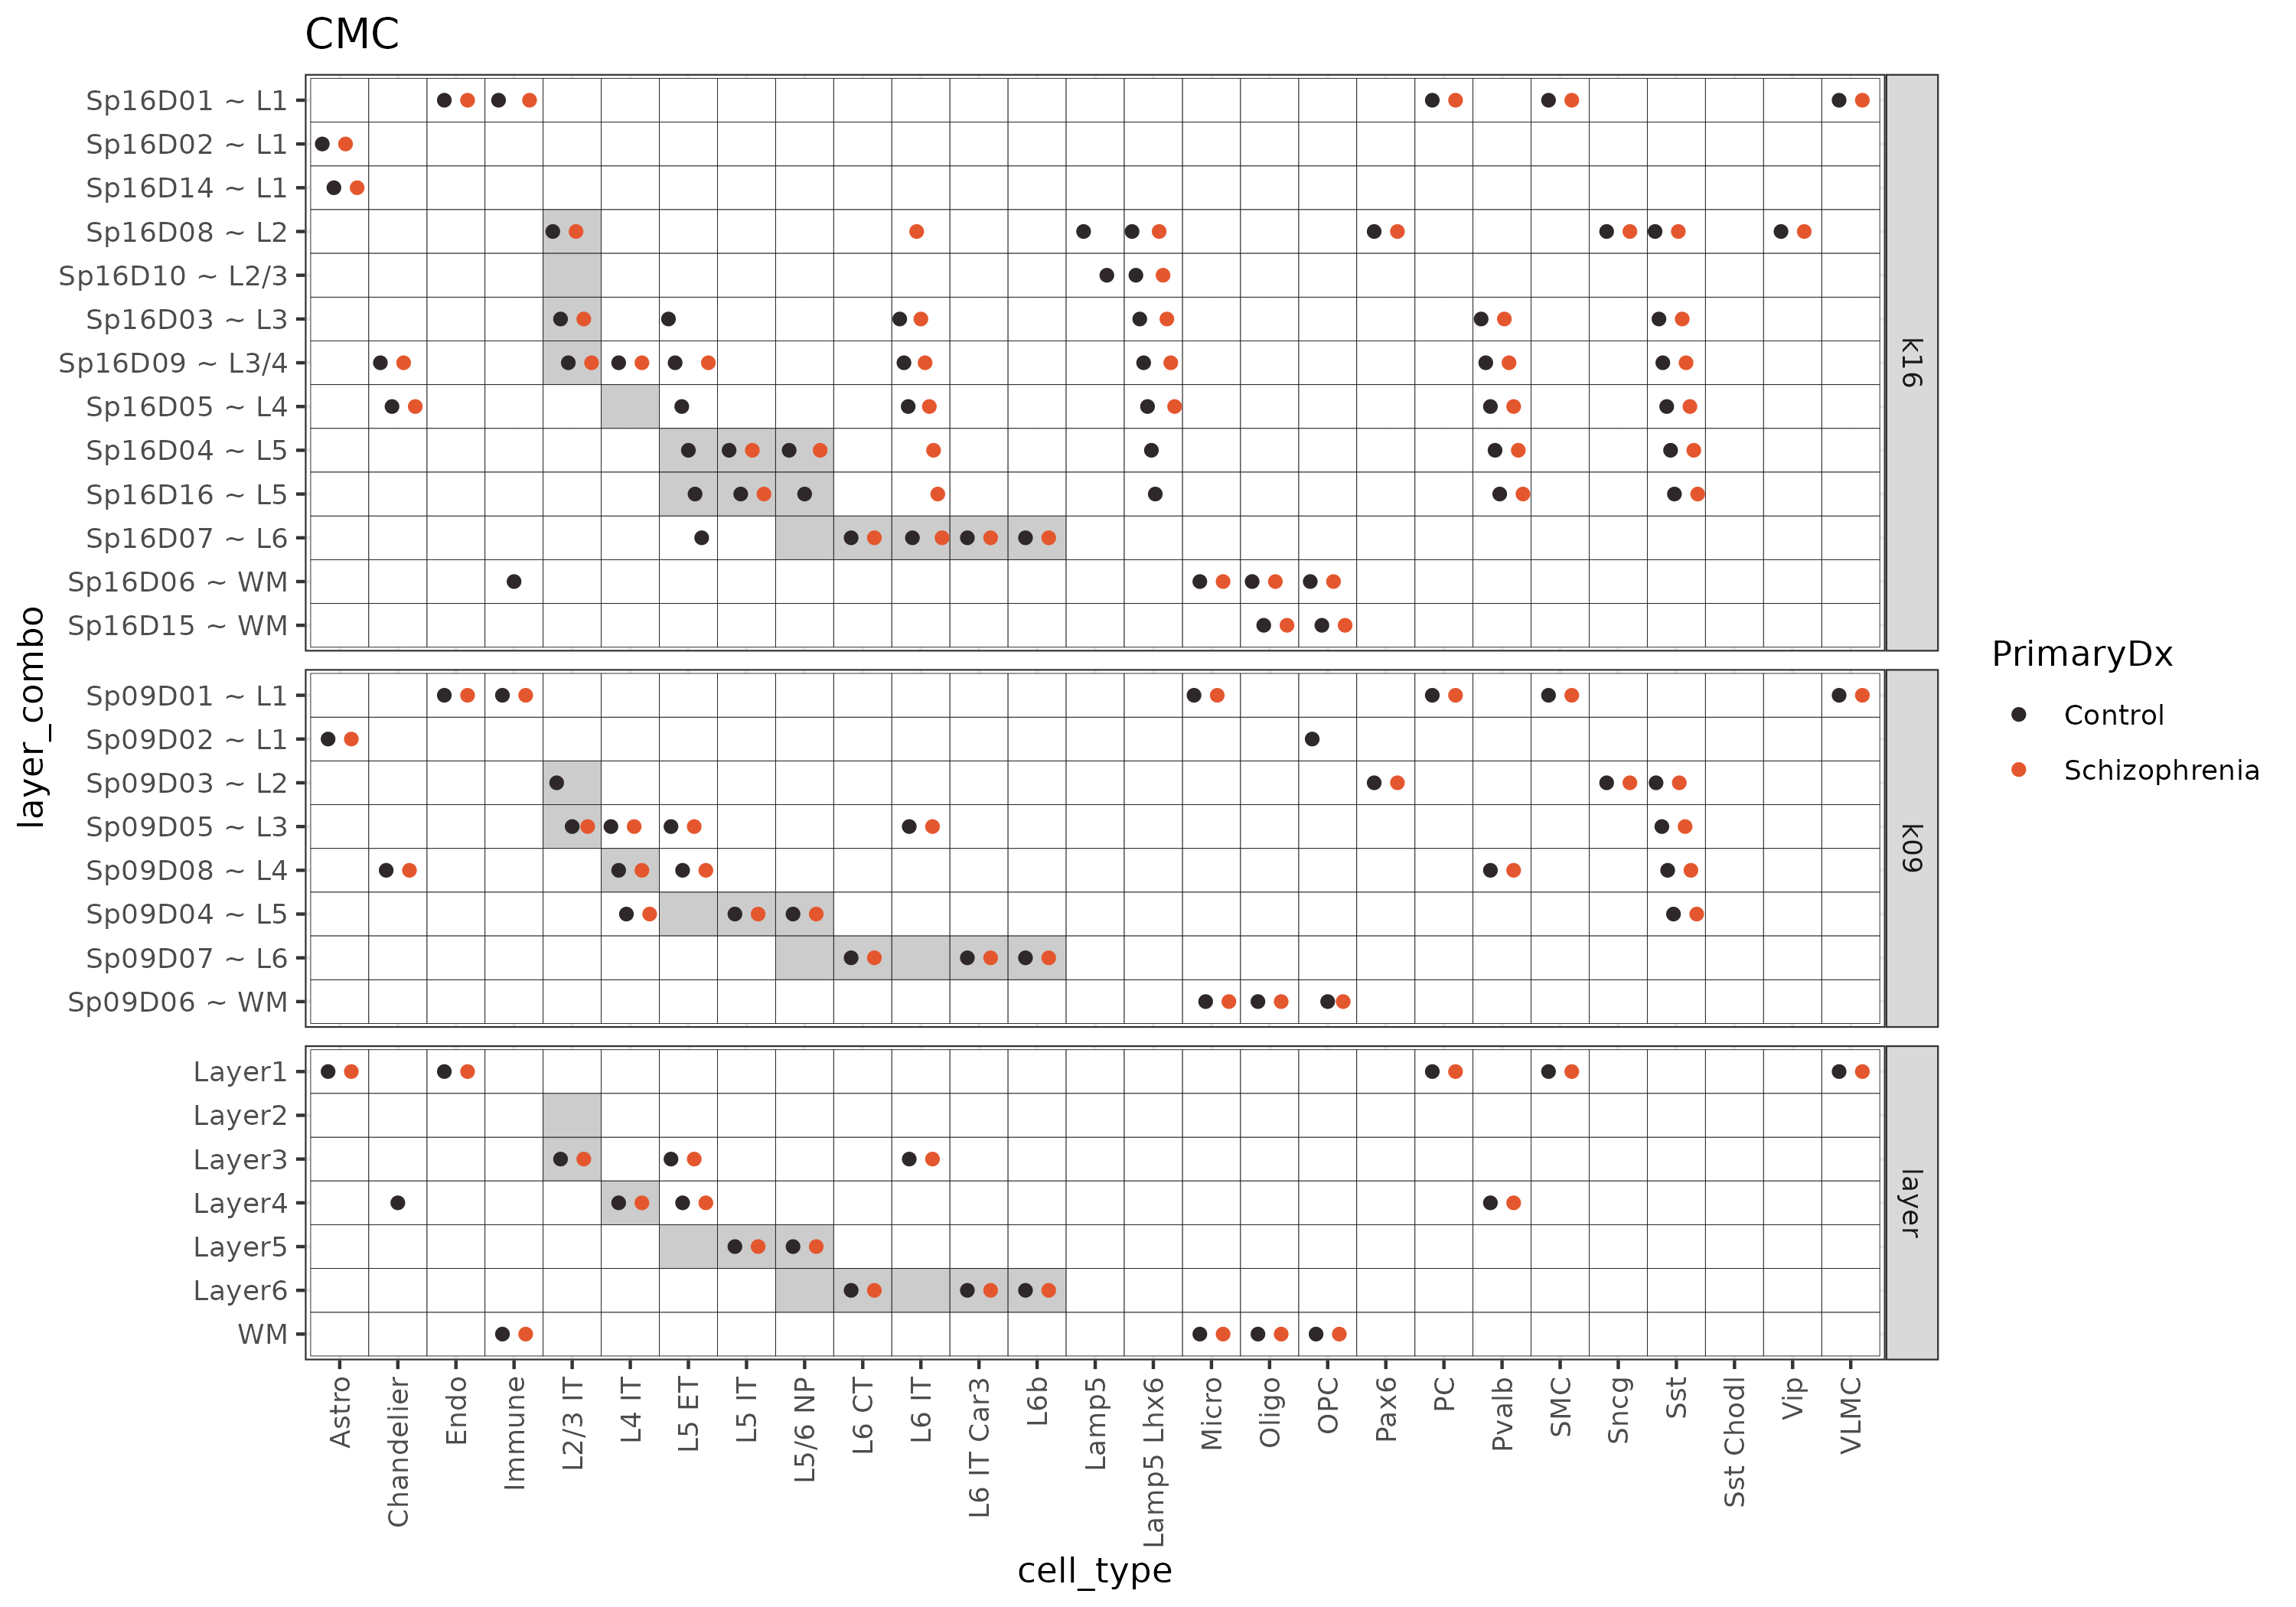 CMC
layer_combo
Sp16D01 ~ L1
Sp16D02 ~ L1
Sp16D14 ~ L1
Sp16D08 ~ L2
Sp16D10 ~ L2/3
Sp16D03 ~ L3
Sp16D09 ~ L3/4
Sp16D05 ~ L4
Sp16D04 ~ L5
Sp16D16 ~ L5
Sp16D07 ~ L6
Sp16D06 ~ WM
Sp16D15 ~ WM
k16
Sp09D01 ~ L1
Sp09D02 ~ L1
Sp09D03 ~ L2
Sp09D05 ~ L3
Sp09D08 ~ L4
Sp09D04 ~ L5
Sp09D07 ~ L6
Sp09D06 ~ WM
k09
Layer1
Layer2
Layer3
Layer4
Layer5
Layer6
WM
layer
Astro
Chandelier
Endo
Immune
L2/3 IT
L4 IT
L5 ET
L5 IT
L5/6 NP
L6 CT
L6 IT
L6 IT Car3
L6b
Lamp5
Lamp5 Lhx6
Micro
Oligo
OPC
Pax6
PC
Pvalb
SMC
Sncg
Sst
Sst Chodl
Vip
VLMC
cell_type
PrimaryDx
Control
Schizophrenia